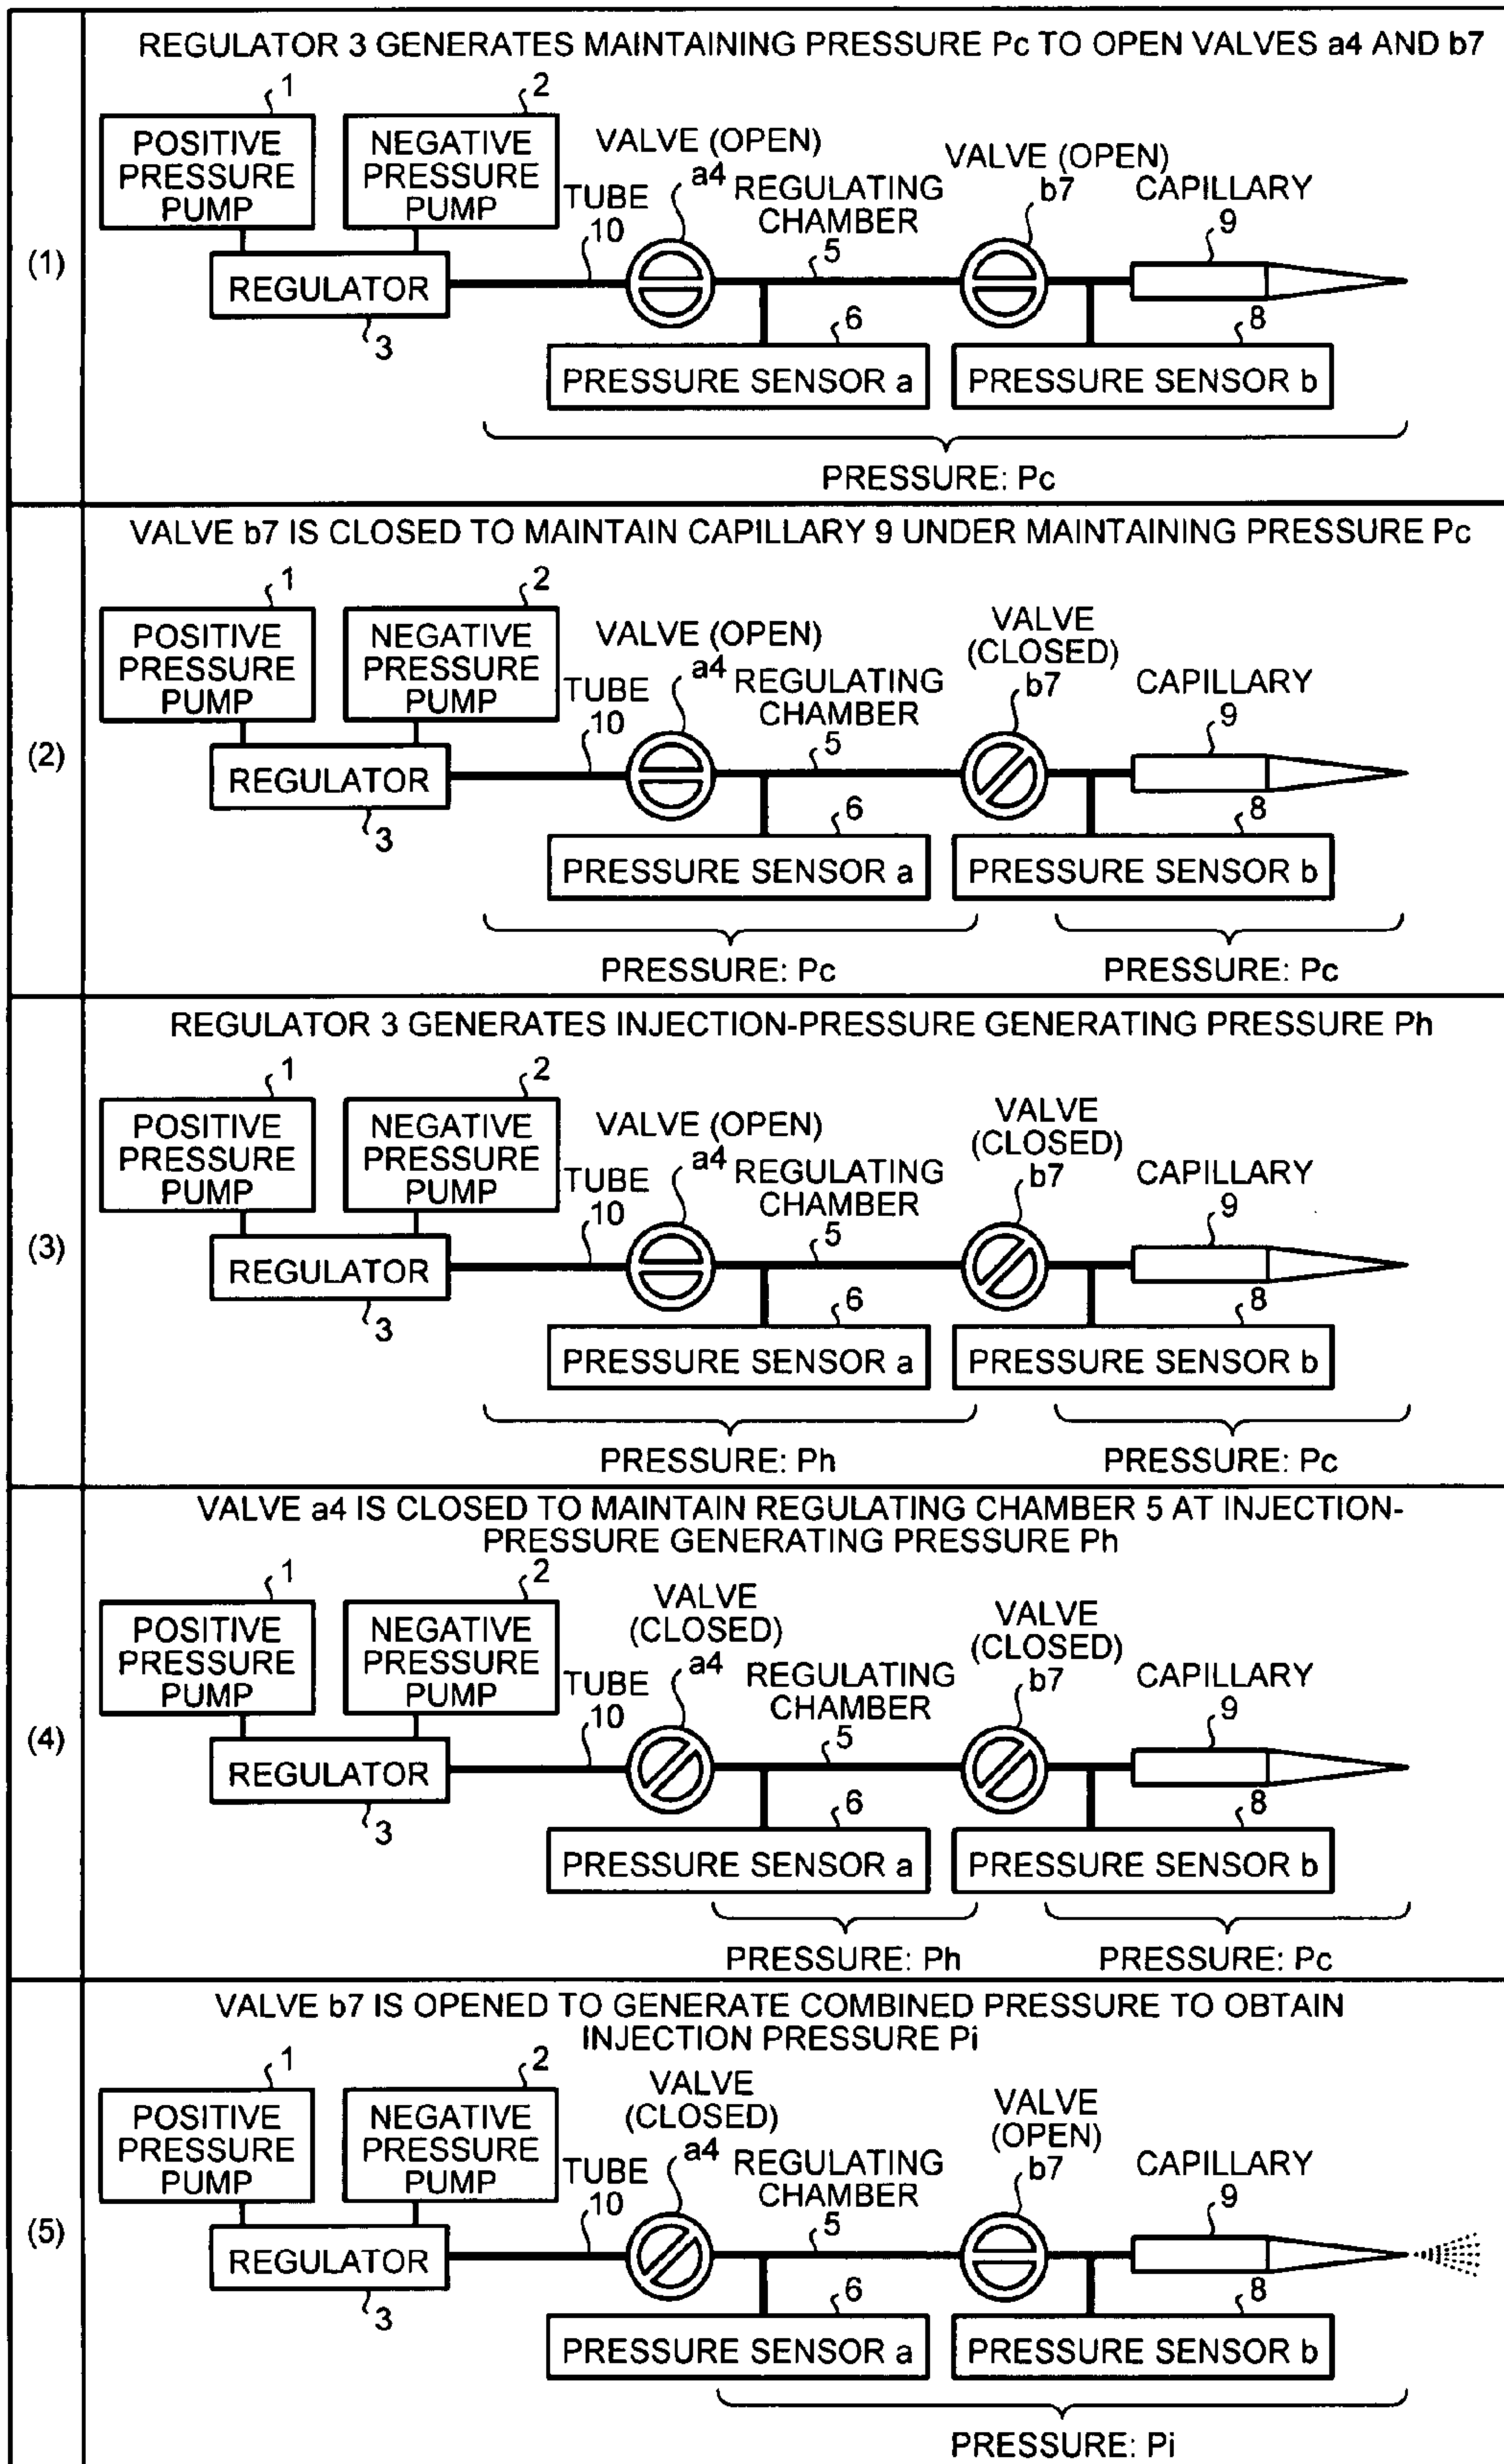 (1)
REGULATOR 3 GENERATES MAINTAINING PRESSURE Pc TO OPEN VALVES a4 AND b7
1
2
POSITIVE
PRESSURE
PUMP
NEGATIVE
PRESSURE
PUMP
TUBE
10
VALVE (OPEN)
a4
REGULATING
CHAMBER
5
VALVE (OPEN)
b7
CAPILLARY
9
REGULATOR
3
6
PRESSURE SENSOR a
8
PRESSURE SENSOR b
PRESSURE: Pc
(2)
VALVE b7 IS CLOSED TO MAINTAIN CAPILLARY 9 UNDER MAINTAINING PRESSURE Pc
1
2
POSITIVE
PRESSURE
PUMP
NEGATIVE
PRESSURE
PUMP
TUBE
10
VALVE (OPEN)
a4
REGULATING
CHAMBER
5
VALVE
(CLOSED)
b7
CAPILLARY
9
REGULATOR
3
6
PRESSURE SENSOR a
8
PRESSURE SENSOR b
PRESSURE: Pc
PRESSURE: Pc
(3)
REGULATOR 3 GENERATES INJECTION-PRESSURE GENERATING PRESSURE Ph
1
2
POSITIVE
PRESSURE
PUMP
NEGATIVE
PRESSURE
PUMP
TUBE
10
VALVE (OPEN)
a4
REGULATING
CHAMBER
5
VALVE
(CLOSED)
b7
CAPILLARY
9
REGULATOR
3
6
PRESSURE SENSOR a
8
PRESSURE SENSOR b
PRESSURE: Ph
PRESSURE: Pc
(4)
VALVE a4 IS CLOSED TO MAINTAIN REGULATING CHAMBER 5 AT INJECTION-
PRESSURE GENERATING PRESSURE Ph
1
2
POSITIVE
PRESSURE
PUMP
NEGATIVE
PRESSURE
PUMP
TUBE
10
VALVE
(CLOSED)
a4
REGULATING
CHAMBER
5
VALVE
(CLOSED)
b7
CAPILLARY
9
REGULATOR
3
6
PRESSURE SENSOR a
8
PRESSURE SENSOR b
PRESSURE: Ph
PRESSURE: Pc
(5)
VALVE b7 IS OPENED TO GENERATE COMBINED PRESSURE TO OBTAIN
INJECTION PRESSURE Pi
1
2
POSITIVE
PRESSURE
PUMP
NEGATIVE
PRESSURE
PUMP
TUBE
10
VALVE
(CLOSED)
a4
REGULATING
CHAMBER
5
VALVE
(OPEN)
b7
CAPILLARY
9
REGULATOR
3
6
PRESSURE SENSOR a
8
PRESSURE SENSOR b
PRESSURE: Pi